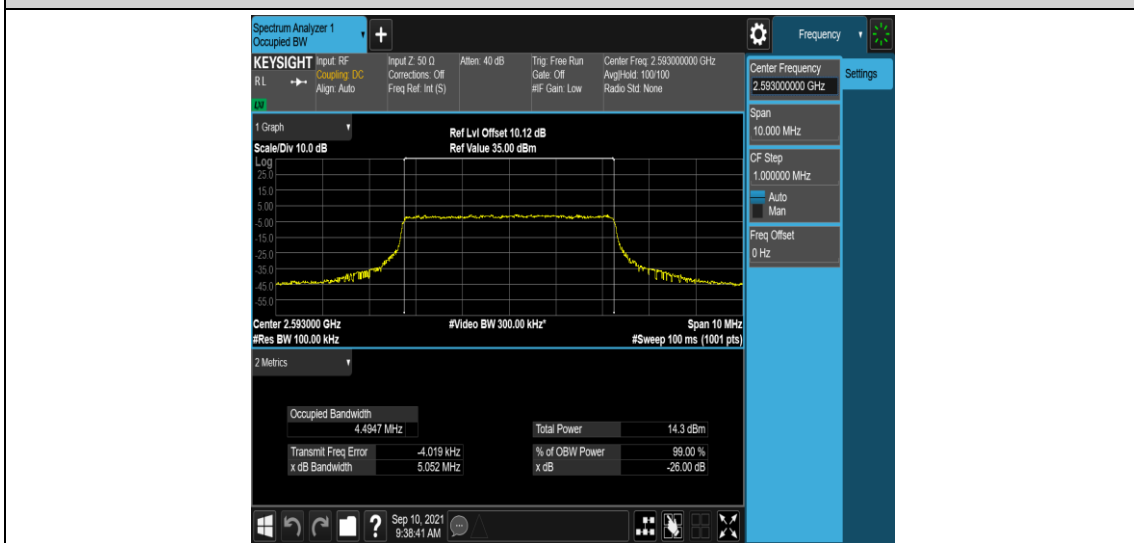 Spectrum Analyzer 1
Occupied BW
+
Frequency
KEYSIGHT
RL
LXI
Input: RF
Coupling: DC
Align: Auto
Input Z: 50 Ω
Corrections: Off
Freq Ref: Int (S)
Atten: 40 dB
Trig: Free Run
Gate: Off
#IF Gain: Low
Center Freq: 2.593000000 GHz
Avg|Hold: 100/100
Radio Std: None
Center Frequency
2.593000000 GHz
Settings
Span
10.000 MHz
CF Step
1.000000 MHz
Auto
Man
Freq Offset
0 Hz
1 Graph
Scale/Div 10.0 dB
Ref Lvl Offset 10.12 dB
Ref Value 35.00 dBm
Log
25.0
15.0
5.00
-5.00
-15.0
-25.0
-35.0
-45.0
-55.0
Center 2.593000 GHz
#Video BW 300.00 kHz*
Span 10 MHz
#Res BW 100.00 kHz
#Sweep 100 ms (1001 pts)
2 Metrics
Occupied Bandwidth
4.4947 MHz
Total Power 14.3 dBm
Transmit Freq Error -4.019 kHz
% of OBW Power 99.00 %
x dB Bandwidth 5.052 MHz
x dB -26.00 dB
?
Sep 10, 2021
9:38:41 AM